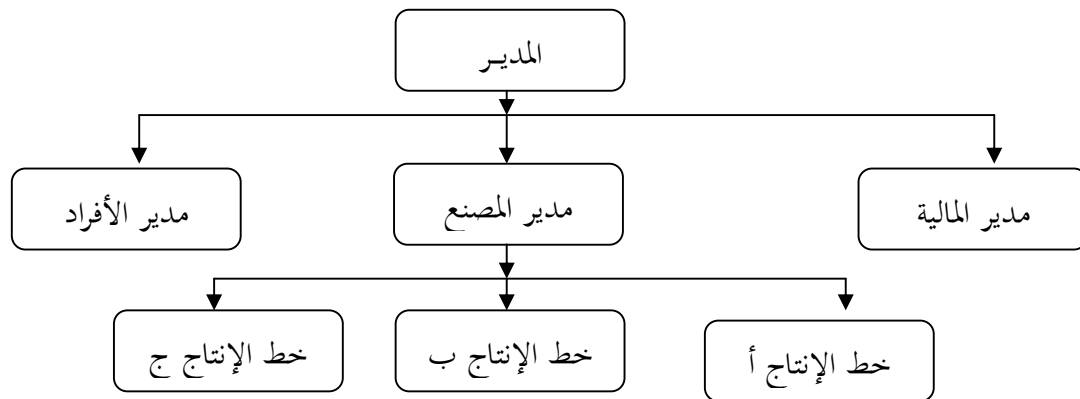 المديـر
مدير المالية
مدير المصنع
مدير الأفراد
خط الإنتاج أ
خط الإنتاج ب
خط الإنتاج ج